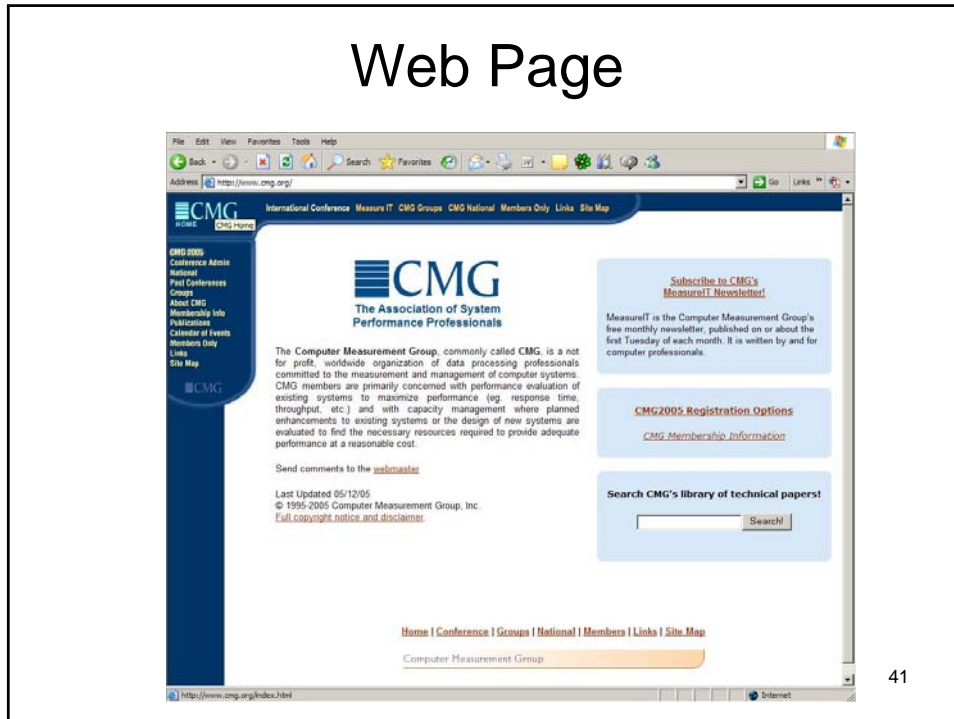 Web Page
File Edit View Favorites Tools Help
Back Search Favorites
Address http://www.cmg.org/ Go Links
CMG
HOME
CMG Home
International Conference Measure IT CMG Groups CMG National Members Only Links Site Map
CMG 2005
Conference Admin
National
Past Conferences
Groups
About CMG
Membership Info
Publications
Calendar of Events
Members Only
Links
Site Map
CMG
CMG
The Association of System
Performance Professionals
The Computer Measurement Group, commonly called CMG, is a not
for profit, worldwide organization of data processing professionals
committed to the measurement and management of computer systems.
CMG members are primarily concerned with performance evaluation of
existing systems to maximize performance (eg. response time,
throughput, etc.) and with capacity management where planned
enhancements to existing systems or the design of new systems are
evaluated to find the necessary resources required to provide adequate
performance at a reasonable cost.
Send comments to the webmaster
Last Updated 05/12/05
© 1995-2005 Computer Measurement Group, Inc.
Full copyright notice and disclaimer.
Subscribe to CMG's
MeasureIT Newsletter!
MeasureIT is the Computer Measurement Group's
free monthly newsletter, published on or about the
first Tuesday of each month. It is written by and for
computer professionals.
CMG2005 Registration Options
CMG Membership Information
Search CMG's library of technical papers!
Search!
Home | Conference | Groups | National | Members | Links | Site Map
Computer Measurement Group
http://www.cmg.org/index.html Internet
41